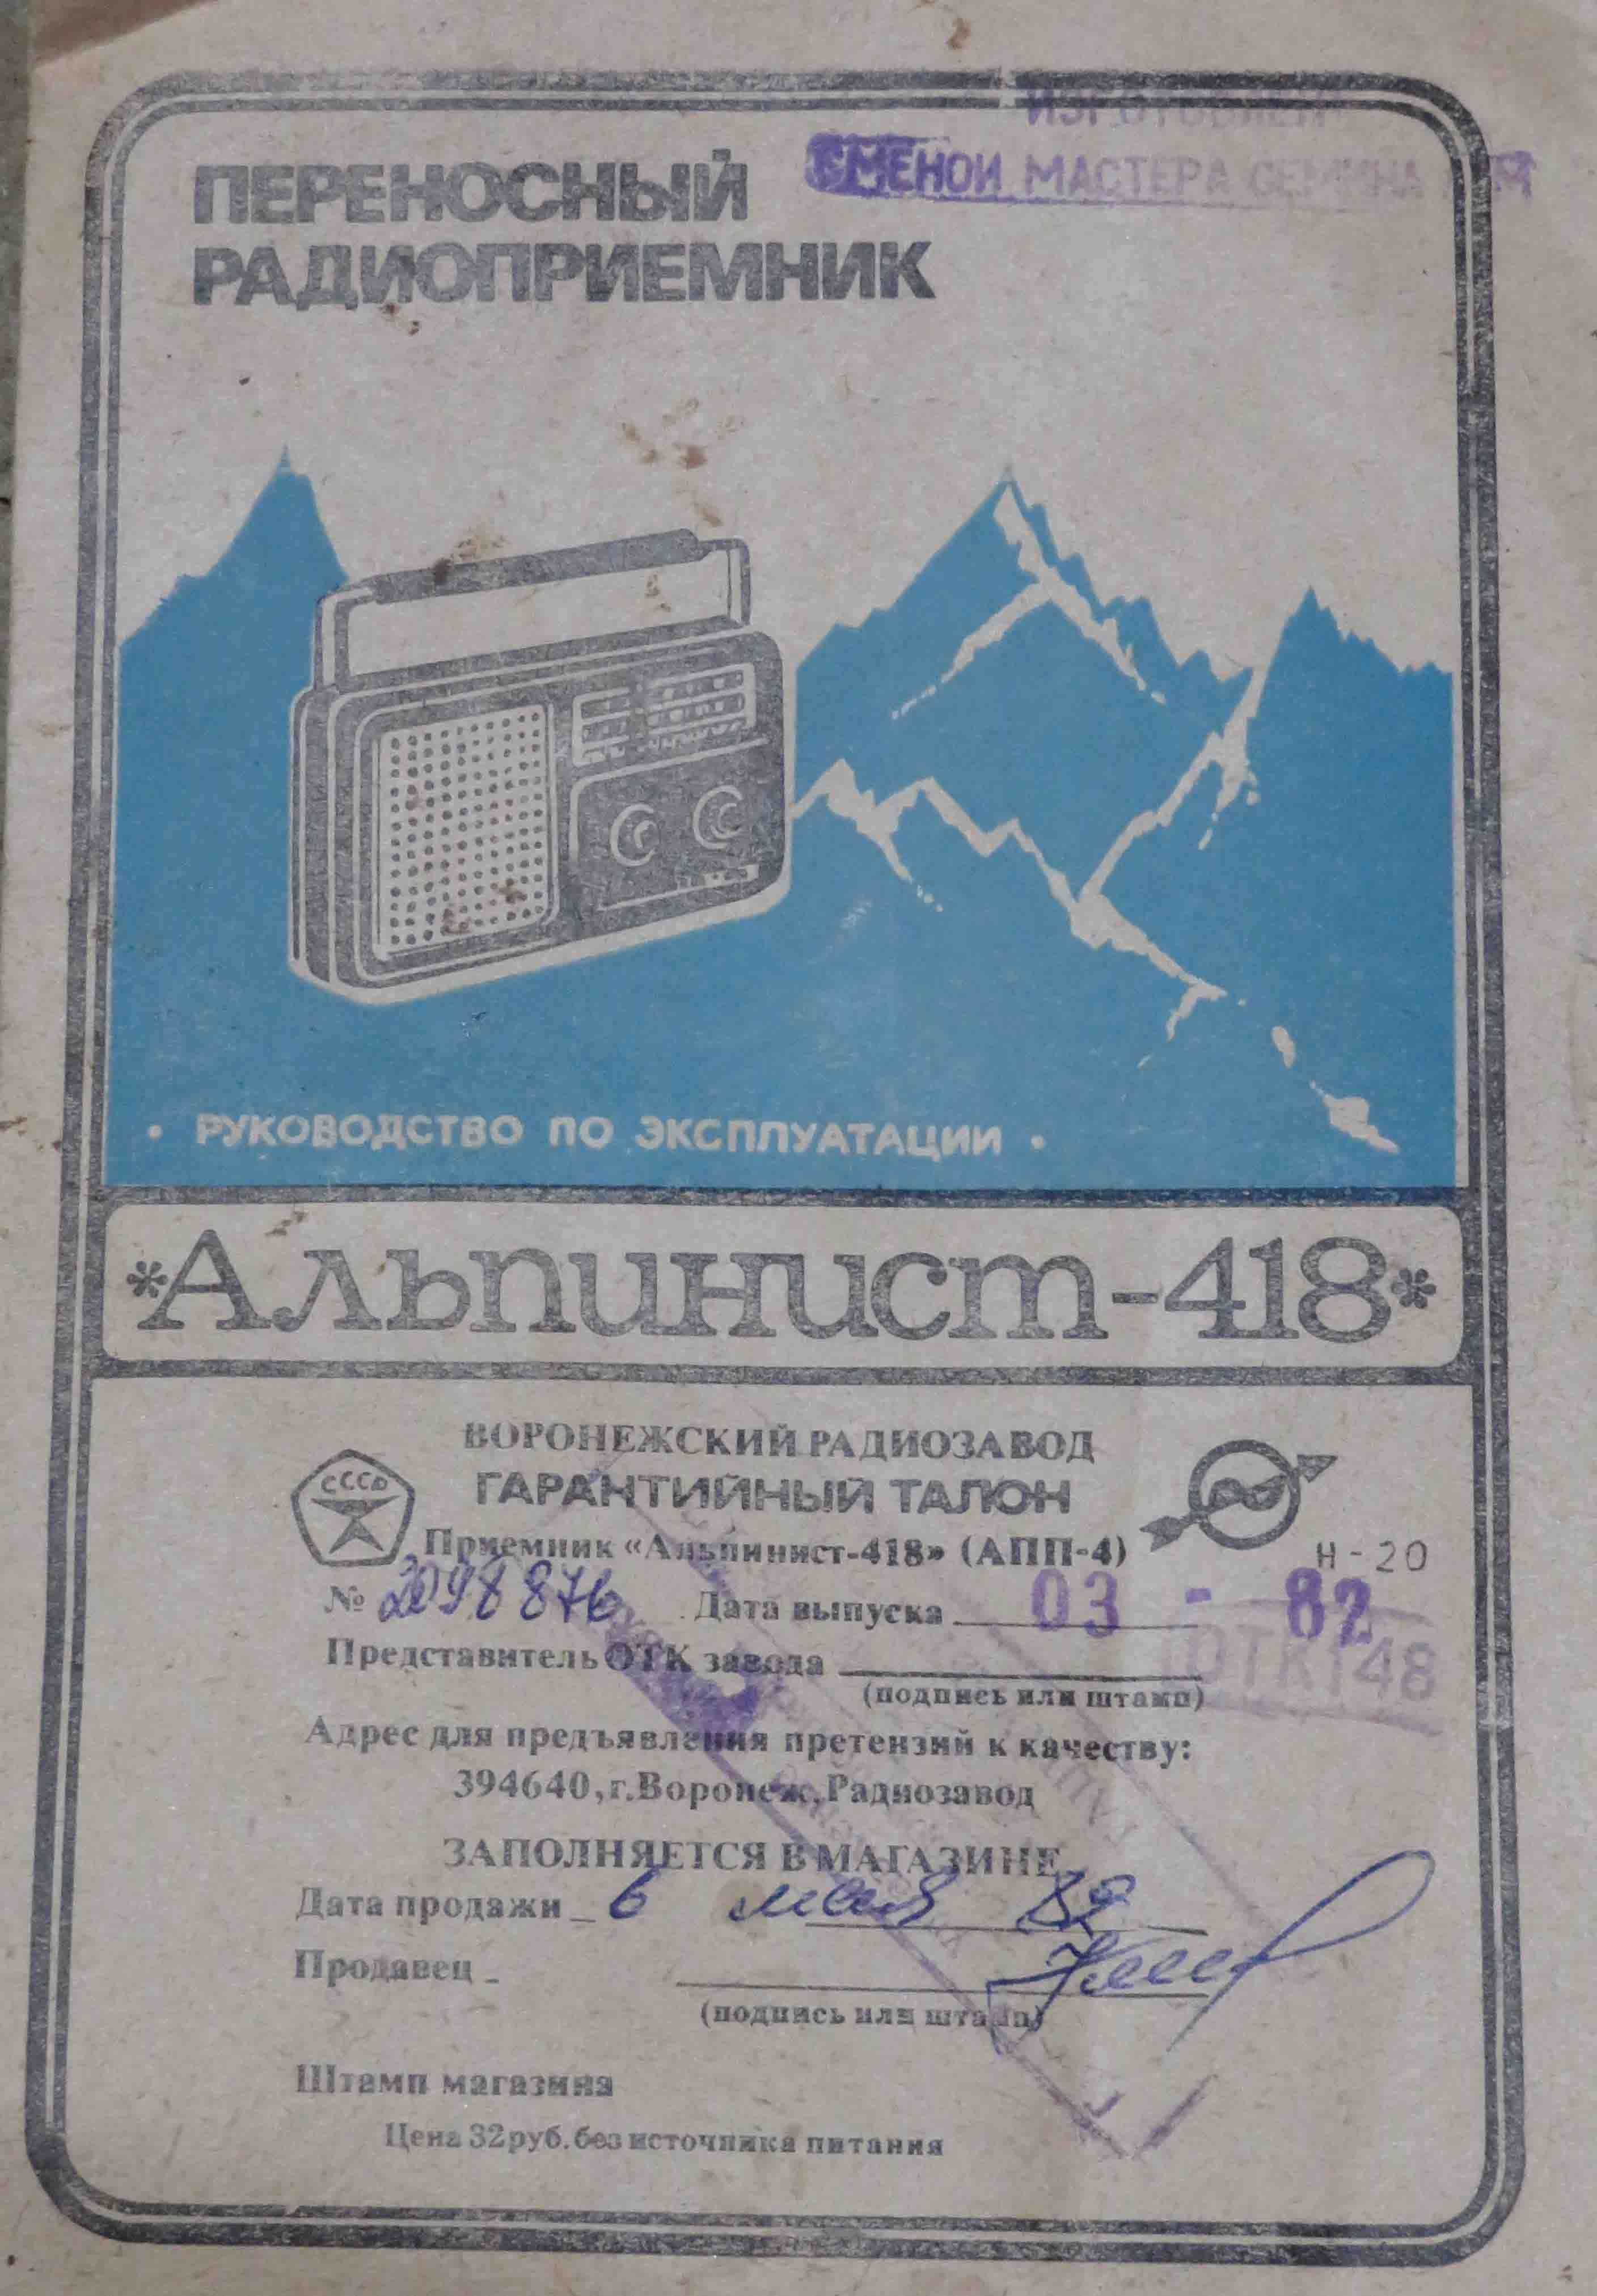 ИЗГОТОВЛЕН
СМЕНОЙ МАСТЕРА
ПЕРЕНОСНЫЙ
РАДИОПРИЕМНИК
• РУКОВОДСТВО ПО ЭКСПЛУАТАЦИИ •
*Альпинист-418*
ВОРОНЕЖСКИЙ РАДИОЗАВОД
СССР
ГАРАНТИЙНЫЙ ТАЛОН
Приемник «Альпинист-418» (АПП-4)
Н-20
№ 2098876 Дата выпуска 03 - 82
Представитель ОТК завода
ОТК 148
(подпись или штамп)
Адрес для предъявления претензий к качеству:
394640, г. Воронеж, Радиозавод
ЗАПОЛНЯЕТСЯ В МАГАЗИНЕ
Дата продажи 6 мая 82
Продавец
(подпись или штамп)
Штамп магазина
Цена 32 руб. без источника питания